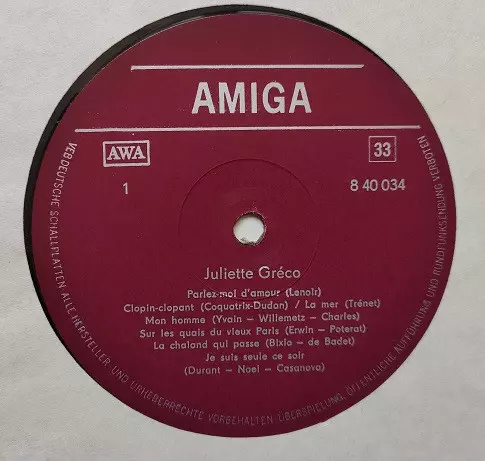 AMIGA
AWA
33
1
8 40 034
Juliette Gréco
Parlez-moi d'amour (Lenoir)
Clopin-clopant (Coquatrix-Dudan) / La mer (Trénet)
Mon homme (Yvain – Willemetz – Charles)
Sur les quais du vieux Paris (Erwin – Poterat)
La chaland qui passe (Bixio – de Badet)
Je suis seule ce soir
(Durant – Noel – Casanova)
VEB DEUTSCHE SCHALLPLATTEN ALLE HERSTELLER UND URHEBERRECHTE VORBEHALTEN ÜBERSPIELUNG, ÖFFENTLICHE AUFFÜHRUNG UND RUNDFUNKSENDUNG VERBOTEN